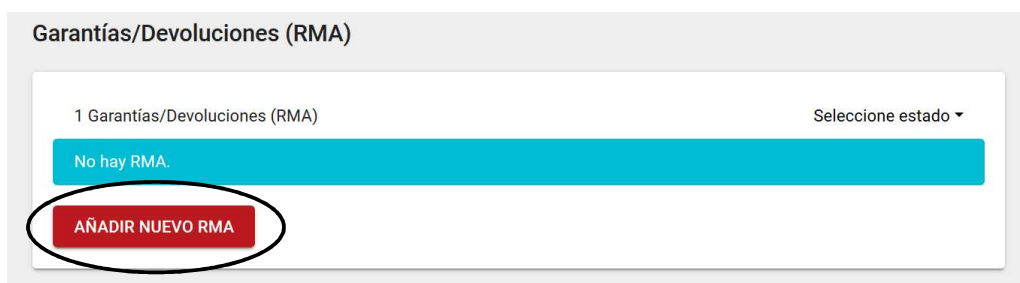 Garantías/Devoluciones (RMA)
1 Garantías/Devoluciones (RMA)
Seleccione estado
No hay RMA.
AÑADIR NUEVO RMA